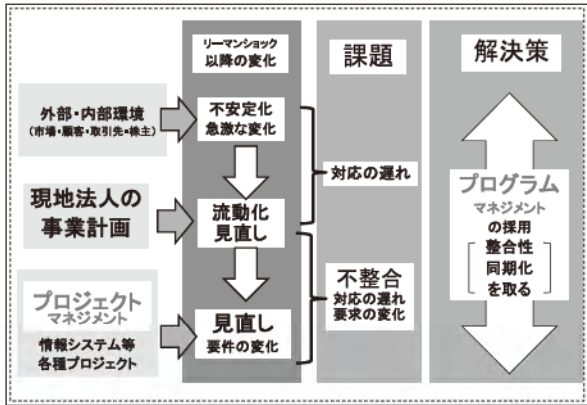 リーマンショック
以降の変化
課題
解決策
外部・内部環境
(市場・顧客・取引先・株主)
不安定化
急激な変化
対応の遅れ
現地法人の
事業計画
流動化
見直し
プログラム
マネジメント
の採用
整合性
同期化
を取る
不整合
対応の遅れ
要求の変化
プロジェクト
マネジメント
情報システム等
各種プロジェクト
見直し
要件の変化